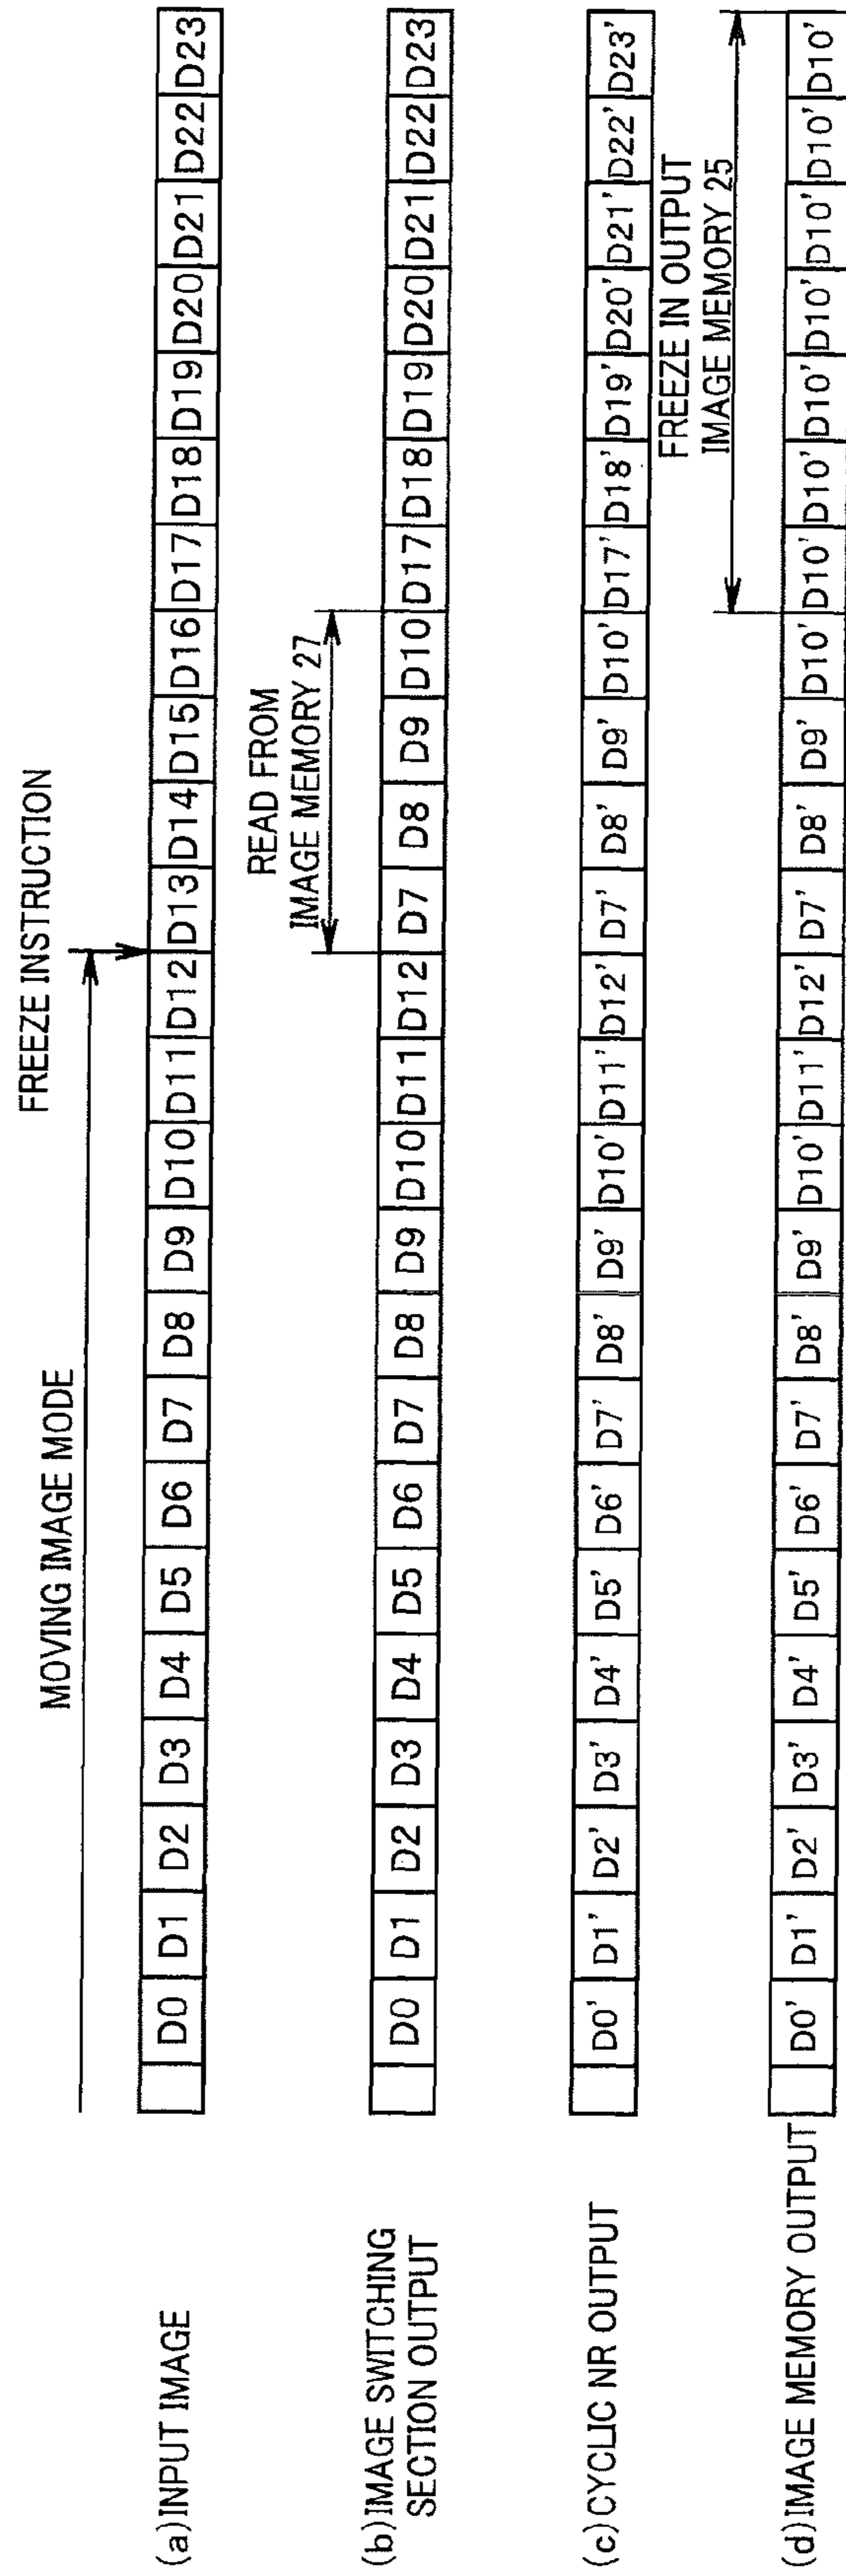 FREEZE INSTRUCTION
MOVING IMAGE MODE
(a)INPUT IMAGE
D0 D1 D2 D3 D4 D5 D6 D7 D8 D9 D10 D11 D12 D13 D14 D15 D16 D17 D18 D19 D20 D21 D22 D23
READ FROM
IMAGE MEMORY 27
(b)IMAGE SWITCHING
SECTION OUTPUT
D0 D1 D2 D3 D4 D5 D6 D7 D8 D9 D10 D11 D12 D7 D8 D9 D10 D17 D18 D19 D20 D21 D22 D23
(c)CYCLIC NR OUTPUT
D0' D1' D2' D3' D4' D5' D6' D7' D8' D9' D10' D11' D12' D7' D8' D9' D10' D17' D18' D19' D20' D21' D22' D23'
FREEZE IN OUTPUT
IMAGE MEMORY 25
(d)IMAGE MEMORY OUTPUT
D0' D1' D2' D3' D4' D5' D6' D7' D8' D9' D10' D11' D12' D7' D8' D9' D10' D10' D10' D10' D10' D10' D10' D10'